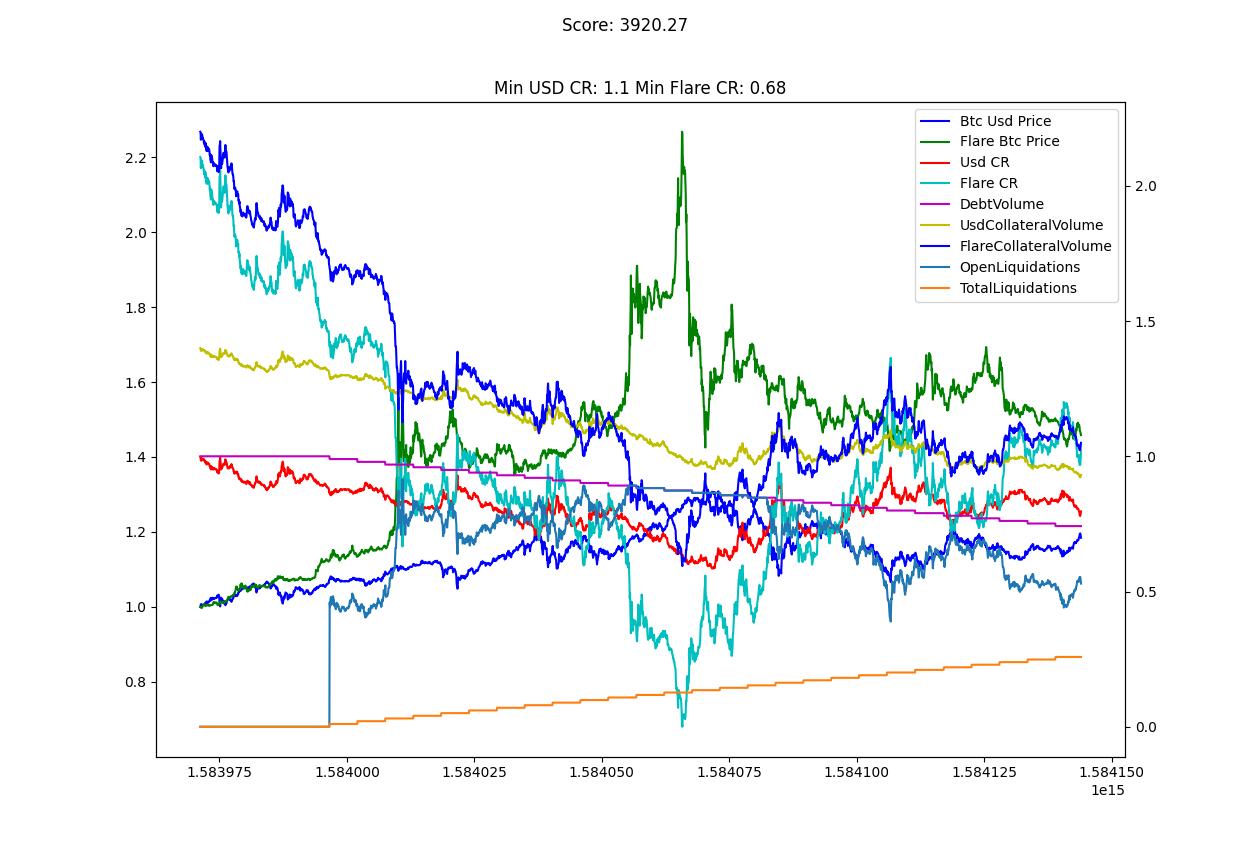 Score: 3920.27
Min USD CR: 1.1 Min Flare CR: 0.68
Btc Usd Price
Flare Btc Price
Usd CR
Flare CR
DebtVolume
UsdCollateralVolume
FlareCollateralVolume
OpenLiquidations
TotalLiquidations
2.2
2.0
1.8
1.6
1.4
1.2
1.0
0.8
2.0
1.5
1.0
0.5
0.0
1.583975 1.584000 1.584025 1.584050 1.584075 1.584100 1.584125 1.584150
1e15